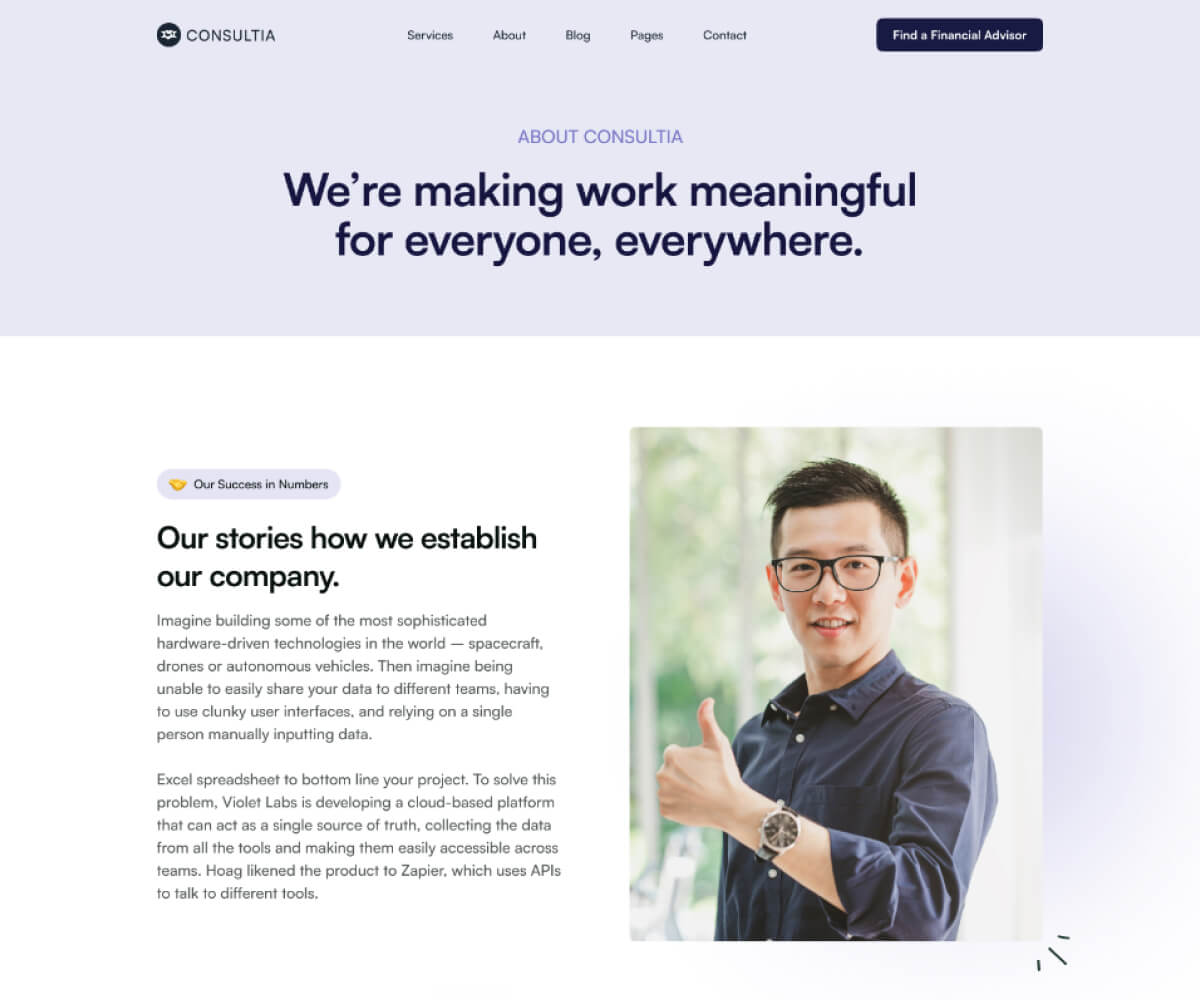 CONSULTIA
Services About Blog Pages Contact
Find a Financial Advisor
ABOUT CONSULTIA
We’re making work meaningful
for everyone, everywhere.
Our Success in Numbers
Our stories how we establish
our company.
Imagine building some of the most sophisticated
hardware-driven technologies in the world — spacecraft,
drones or autonomous vehicles. Then imagine being
unable to easily share your data to different teams, having
to use clunky user interfaces, and relying on a single
person manually inputting data.
Excel spreadsheet to bottom line your project. To solve this
problem, Violet Labs is developing a cloud-based platform
that can act as a single source of truth, collecting the data
from all the tools and making them easily accessible across
teams. Hoag likened the product to Zapier, which uses APIs
to talk to different tools.